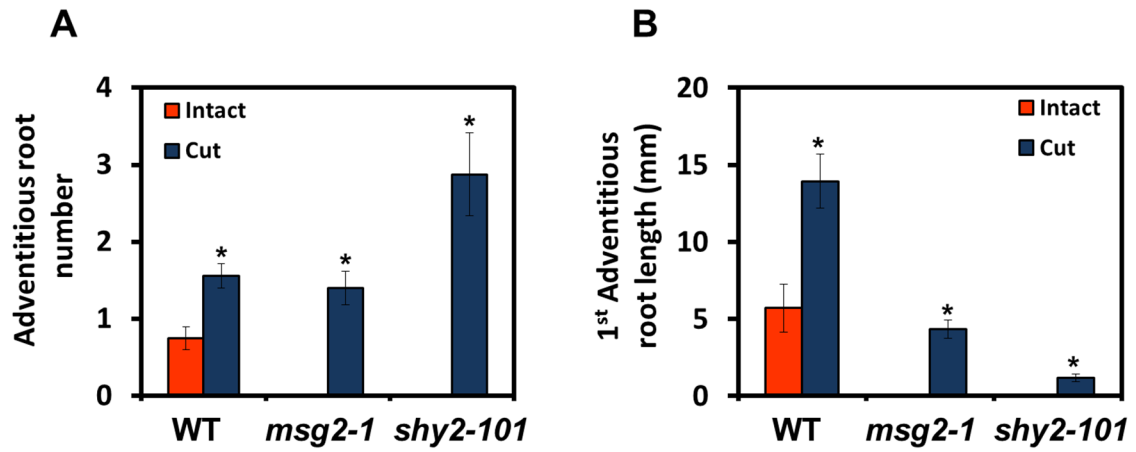 A
Adventitious root
number
4
3
2
1
0
Intact
Cut
*
*
*
WT
msg2-1
shy2-101
B
1st Adventitious
root length (mm)
20
15
10
5
0
Intact
Cut
*
*
*
WT
msg2-1
shy2-101